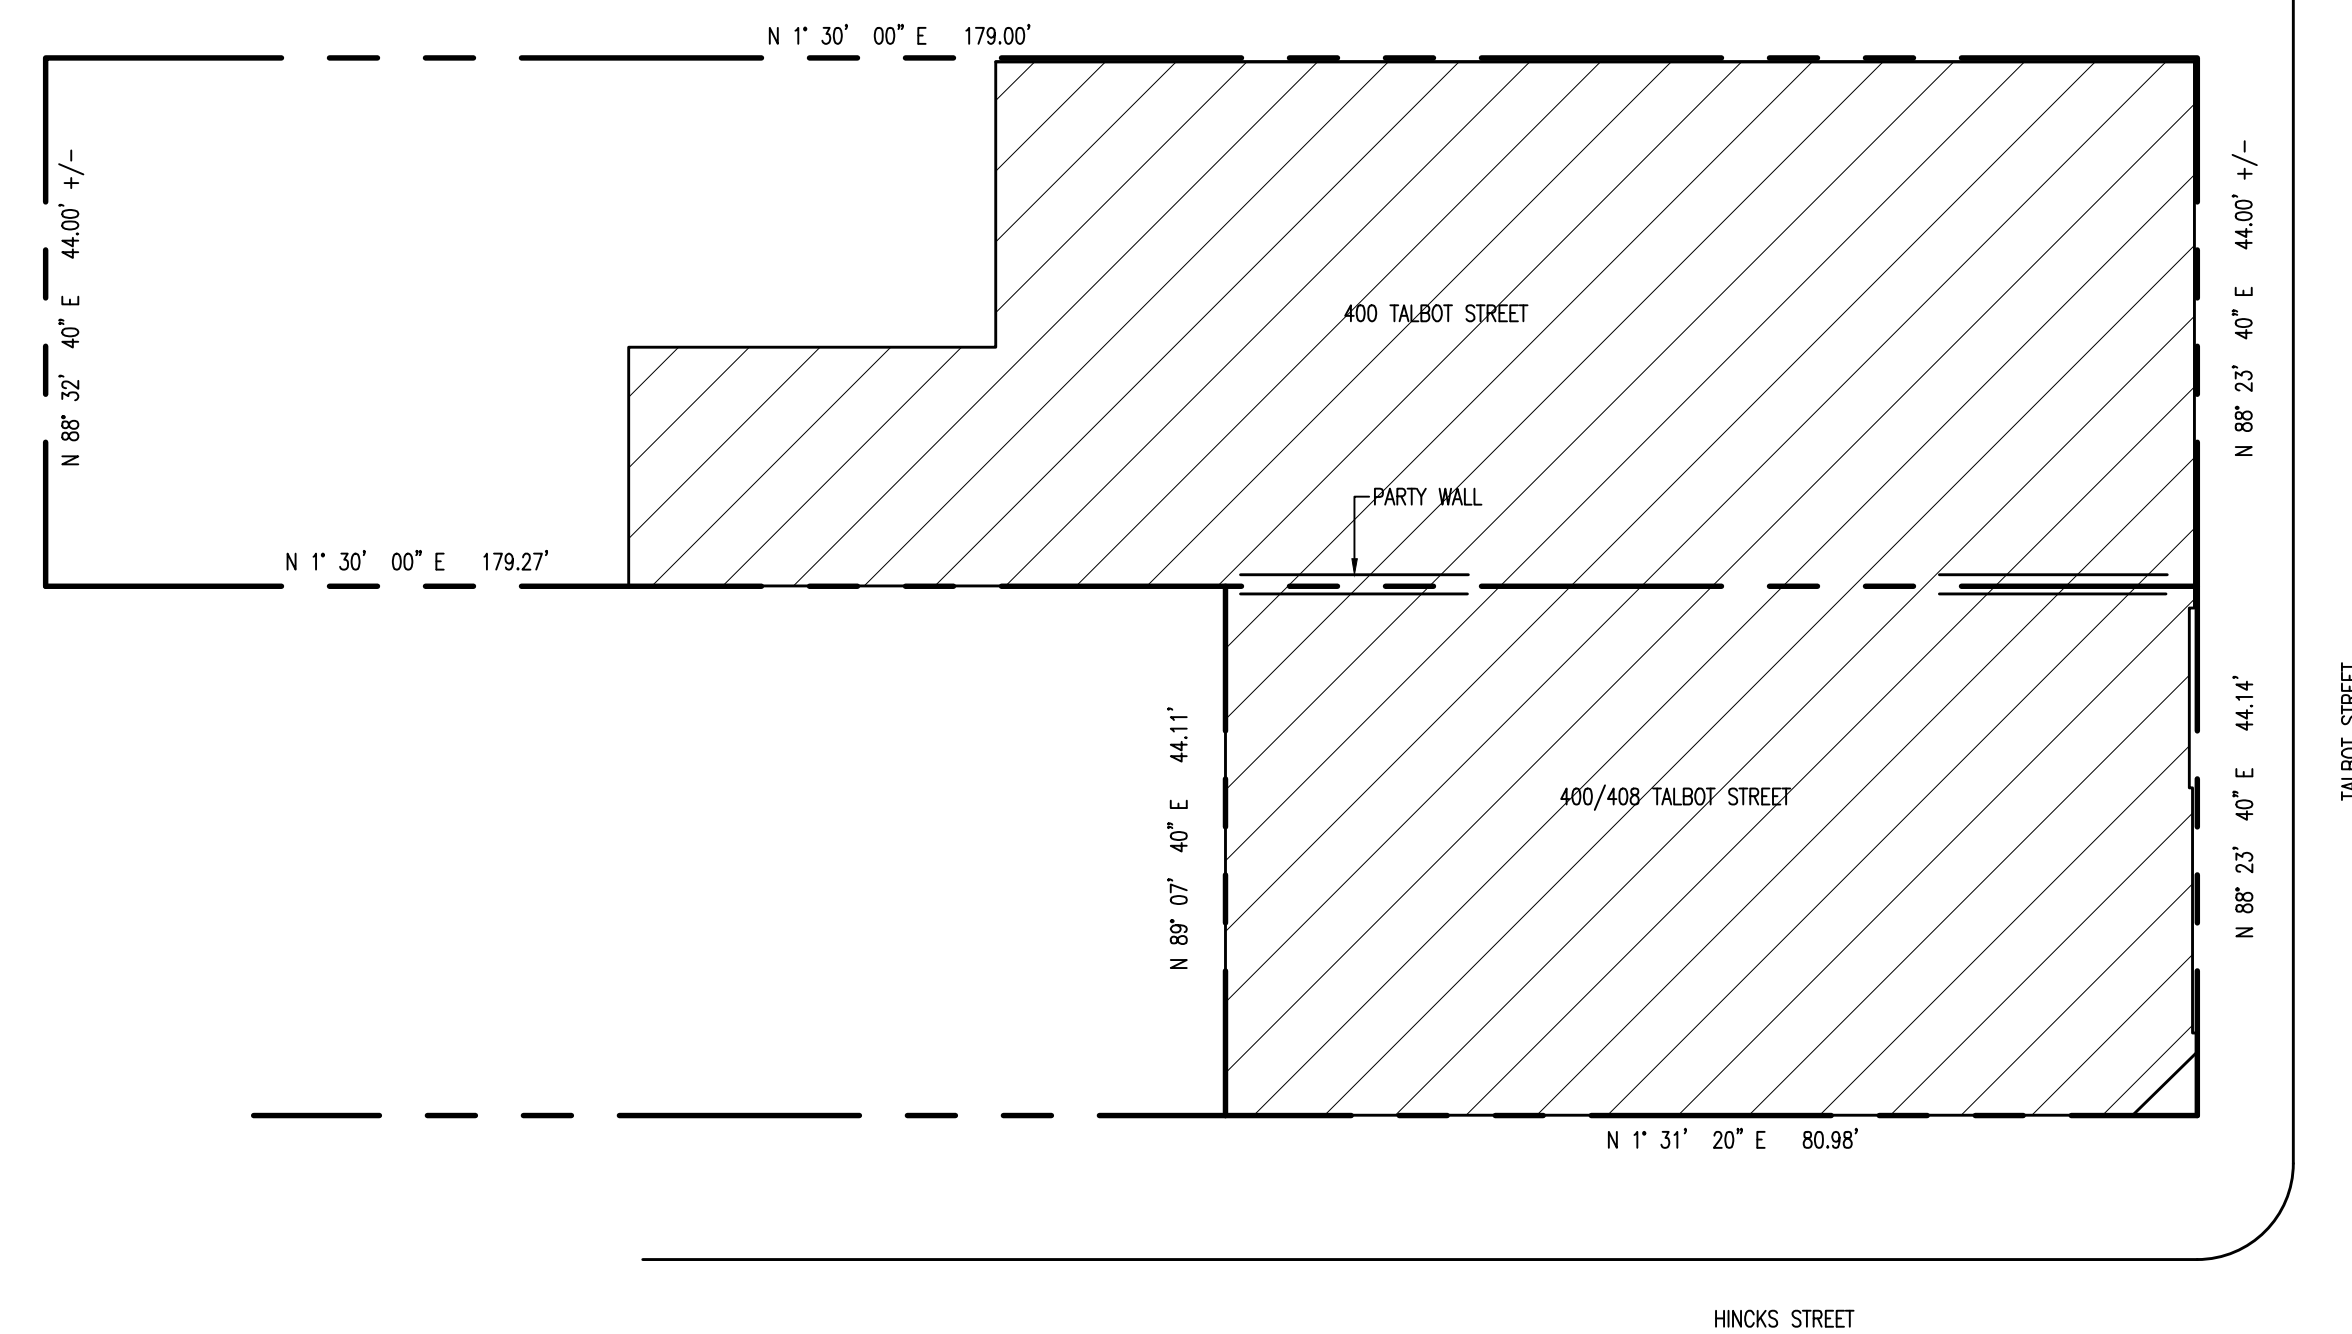 N 1° 30' 00" E 179.00'
N 88° 32' 40" E 44.00' +/-
N 88° 23' 40" E 44.00' +/-
400 TALBOT STREET
PARTY WALL
N 1° 30' 00" E 179.27'
N 89° 07' 40" E 44.11'
400/408 TALBOT STREET
N 88° 23' 40" E 44.14'
TALBOT STREET
N 1° 31' 20" E 80.98'
HINCKS STREET